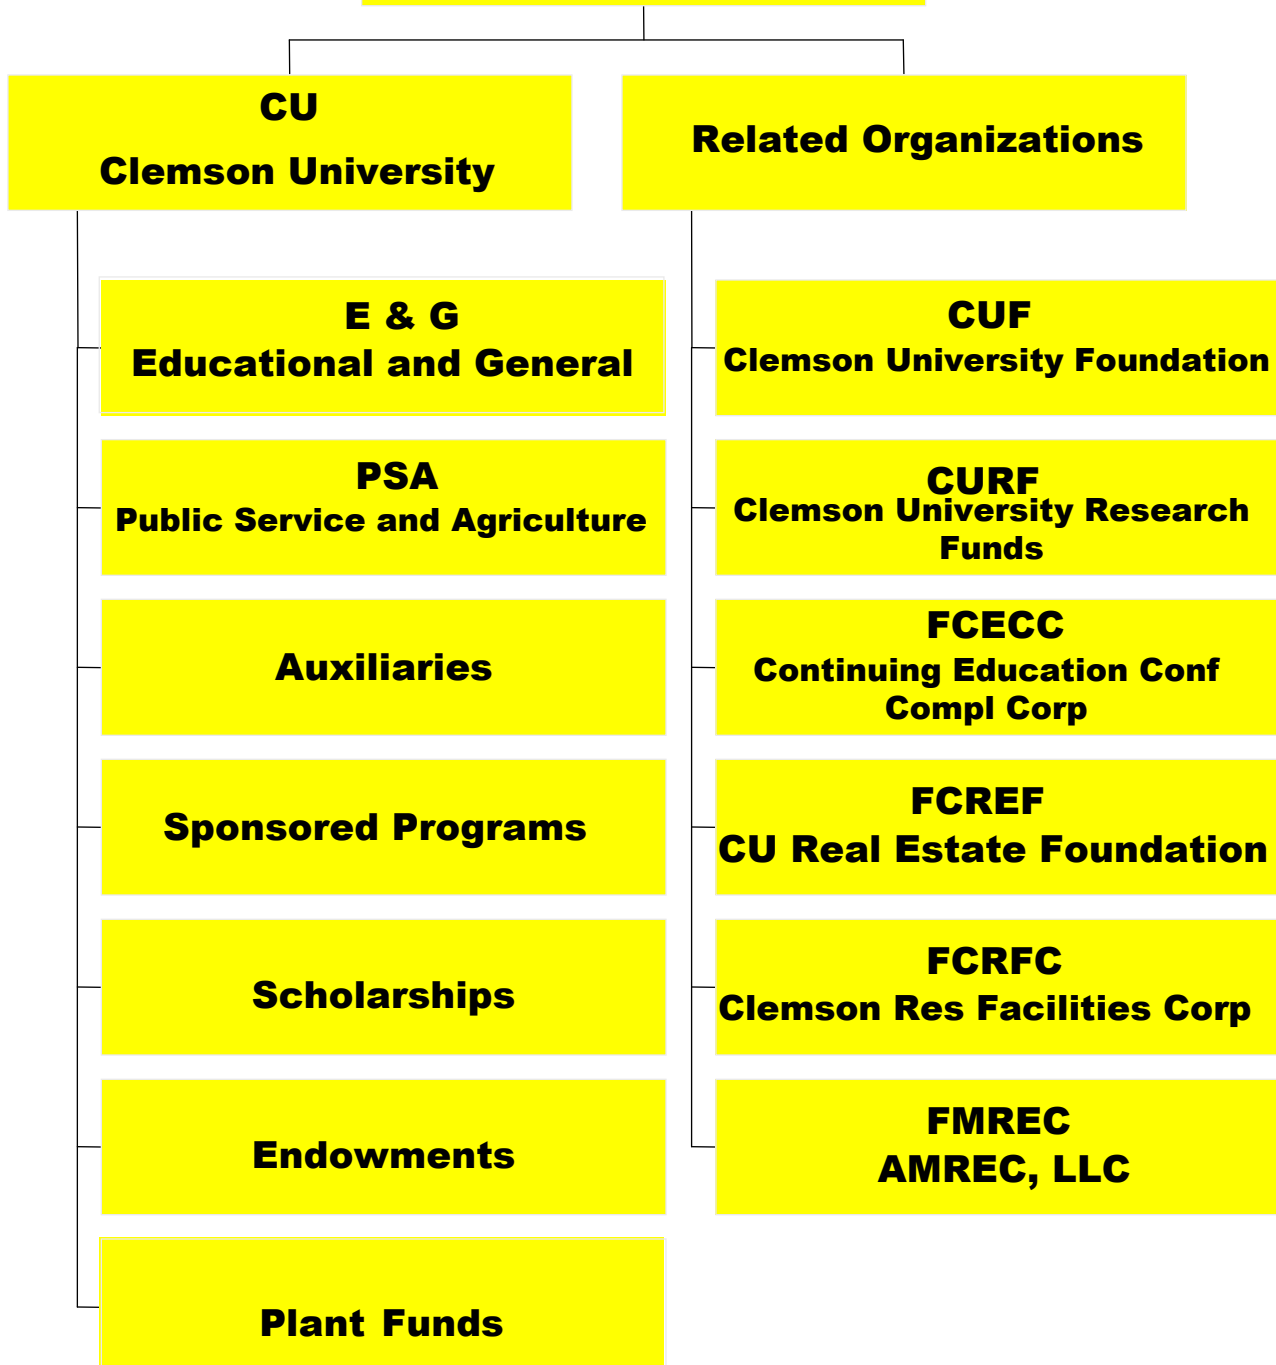 CU
Clemson University
Related Organizations
E & G
Educational and General
PSA
Public Service and Agriculture
Auxiliaries
Sponsored Programs
Scholarships
Endowments
Plant Funds
CUF
Clemson University Foundation
CURF
Clemson University Research
Funds
FCECC
Continuing Education Conf
Compl Corp
FCREF
CU Real Estate Foundation
FCRFC
Clemson Res Facilities Corp
FMREC
AMREC, LLC